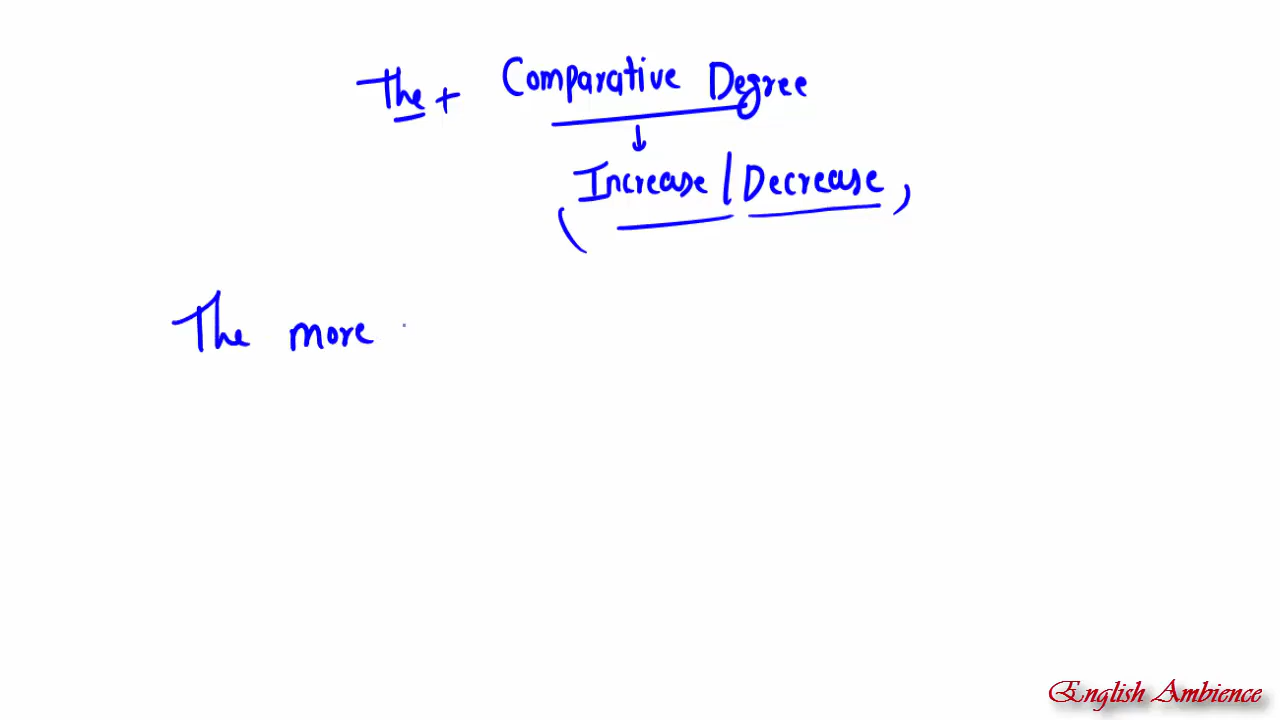 The + Comparative Degree
(Increase / Decrease)
The more
English Ambience